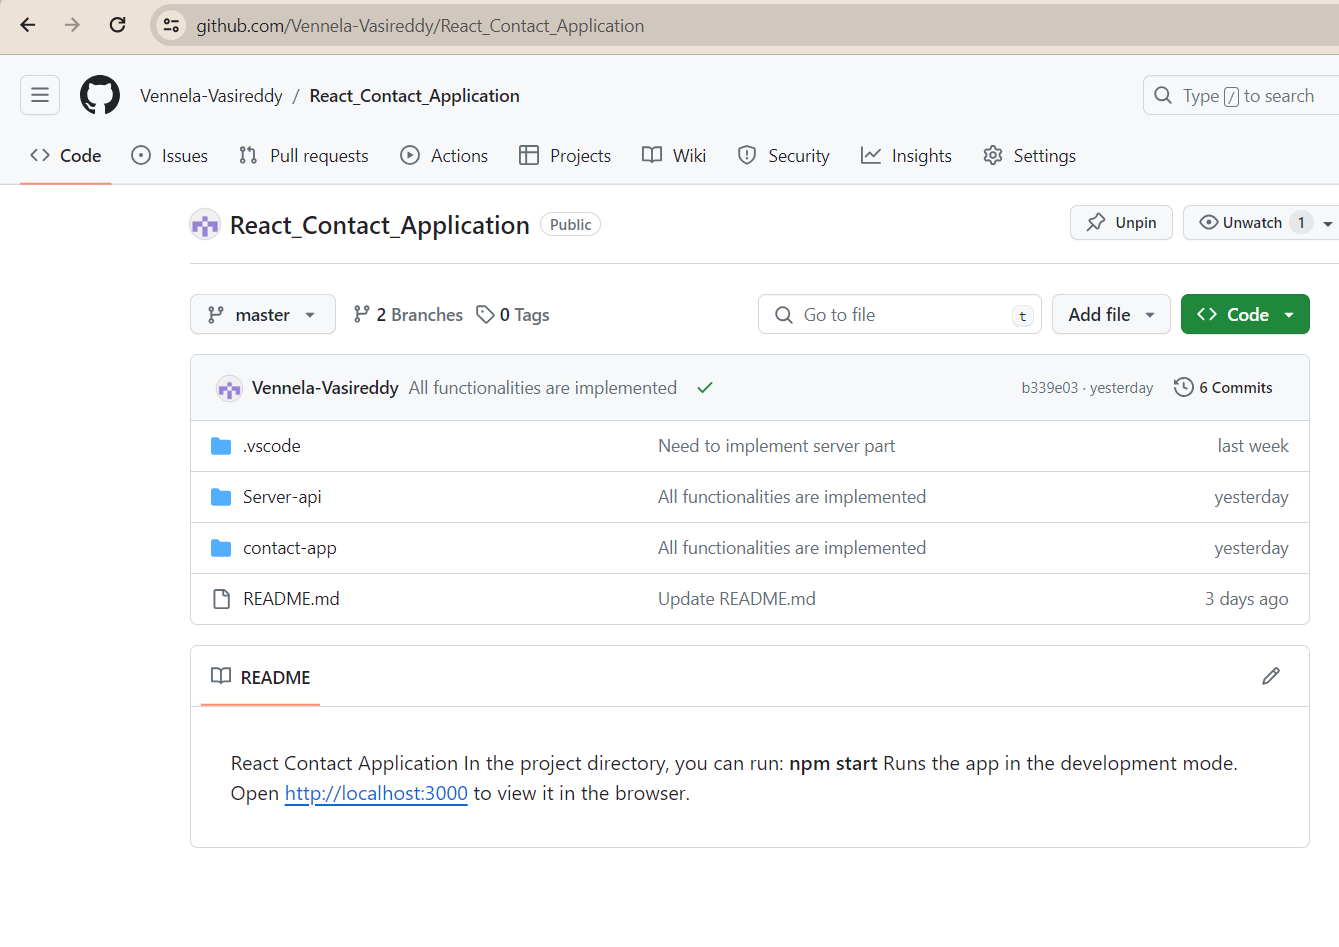 github.com/Vennela-Vasireddy/React_Contact_Application
Vennela-Vasireddy / React_Contact_Application
Type / to search
Code Issues Pull requests Actions Projects Wiki Security Insights Settings
React_Contact_Application Public
Unpin Unwatch 1
master 2 Branches 0 Tags
Go to file t Add file Code
Vennela-Vasireddy All functionalities are implemented b339e03 · yesterday 6 Commits
.vscode Need to implement server part last week
Server-api All functionalities are implemented yesterday
contact-app All functionalities are implemented yesterday
README.md Update README.md 3 days ago
README
React Contact Application In the project directory, you can run: npm start Runs the app in the development mode.
Open http://localhost:3000 to view it in the browser.